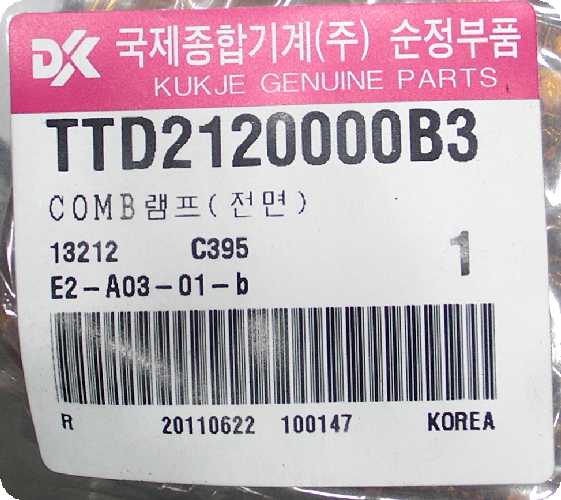 DK 국제종합기계(주) 순정부품
KUKJE GENUINE PARTS
TTD2120000B3
COMB램프(전면)
13212 C395 1
E2-A03-01-b
R 20110622 100147 KOREA